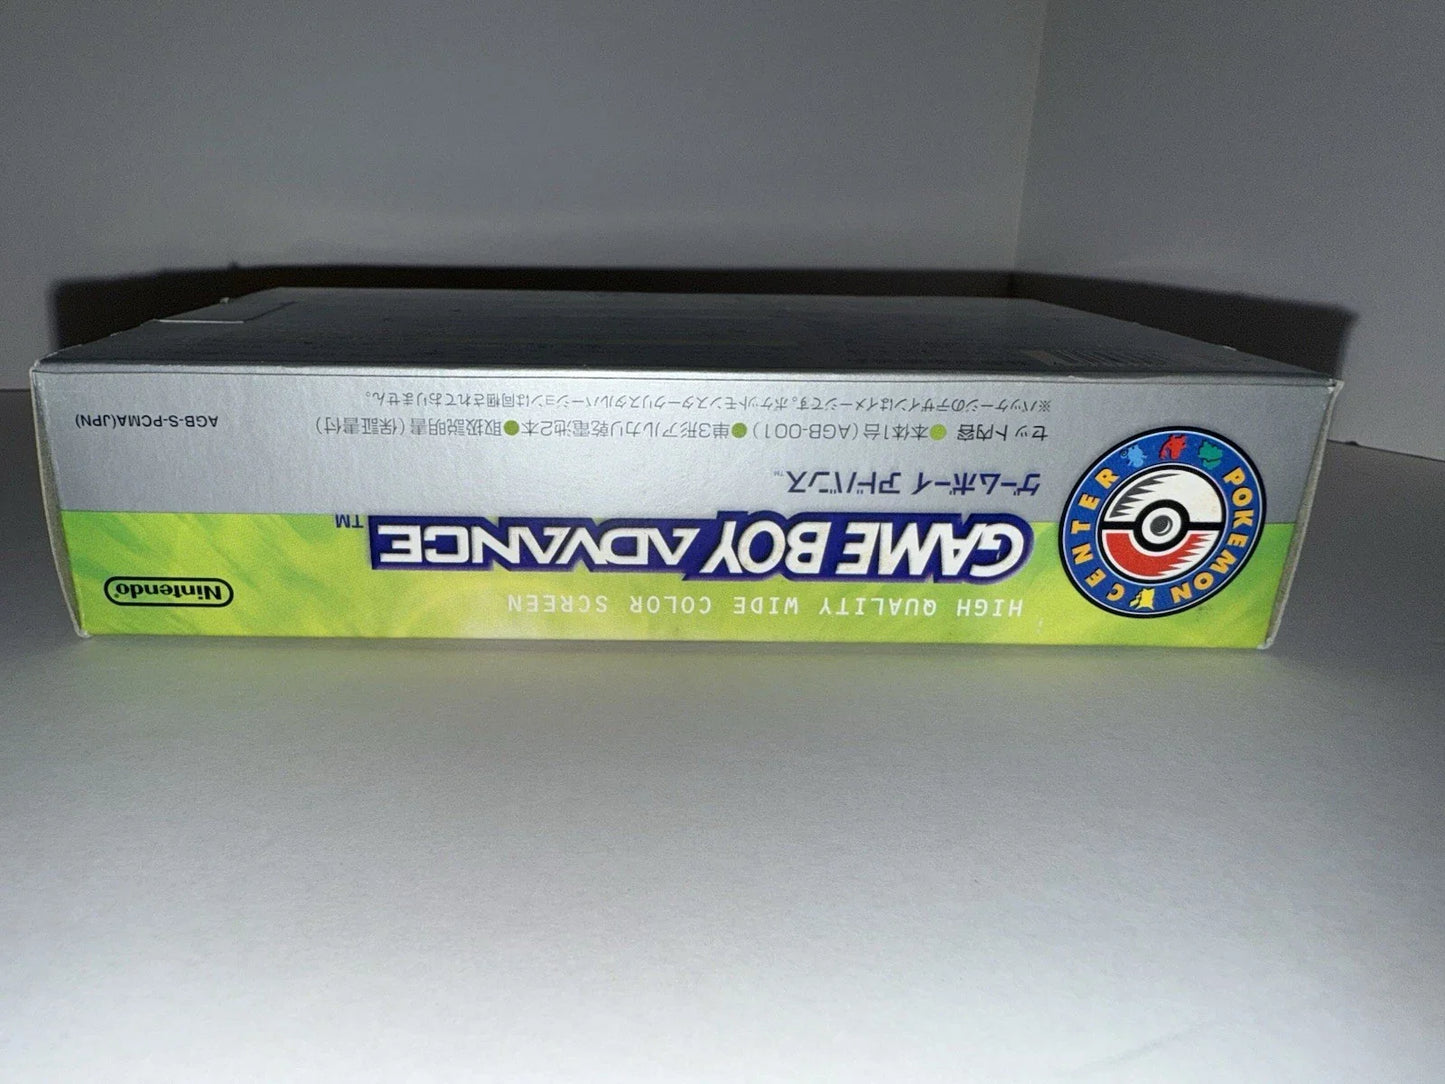 POKEMON CENTER
HIGH QUALITY WIDE COLOR SCREEN
GAME BOY ADVANCE™
Nintendo®
ゲームボーイ アドバンス™
セット内容 ●本体1台(AGB-001) ●単3形アルカリ乾電池2本 ●取扱説明書(保証書付)
※パッケージのデザインはイメージです。ポケットモンスタークリスタルバージョンは同梱されておりません。
AGB-S-PCMA(JPN)